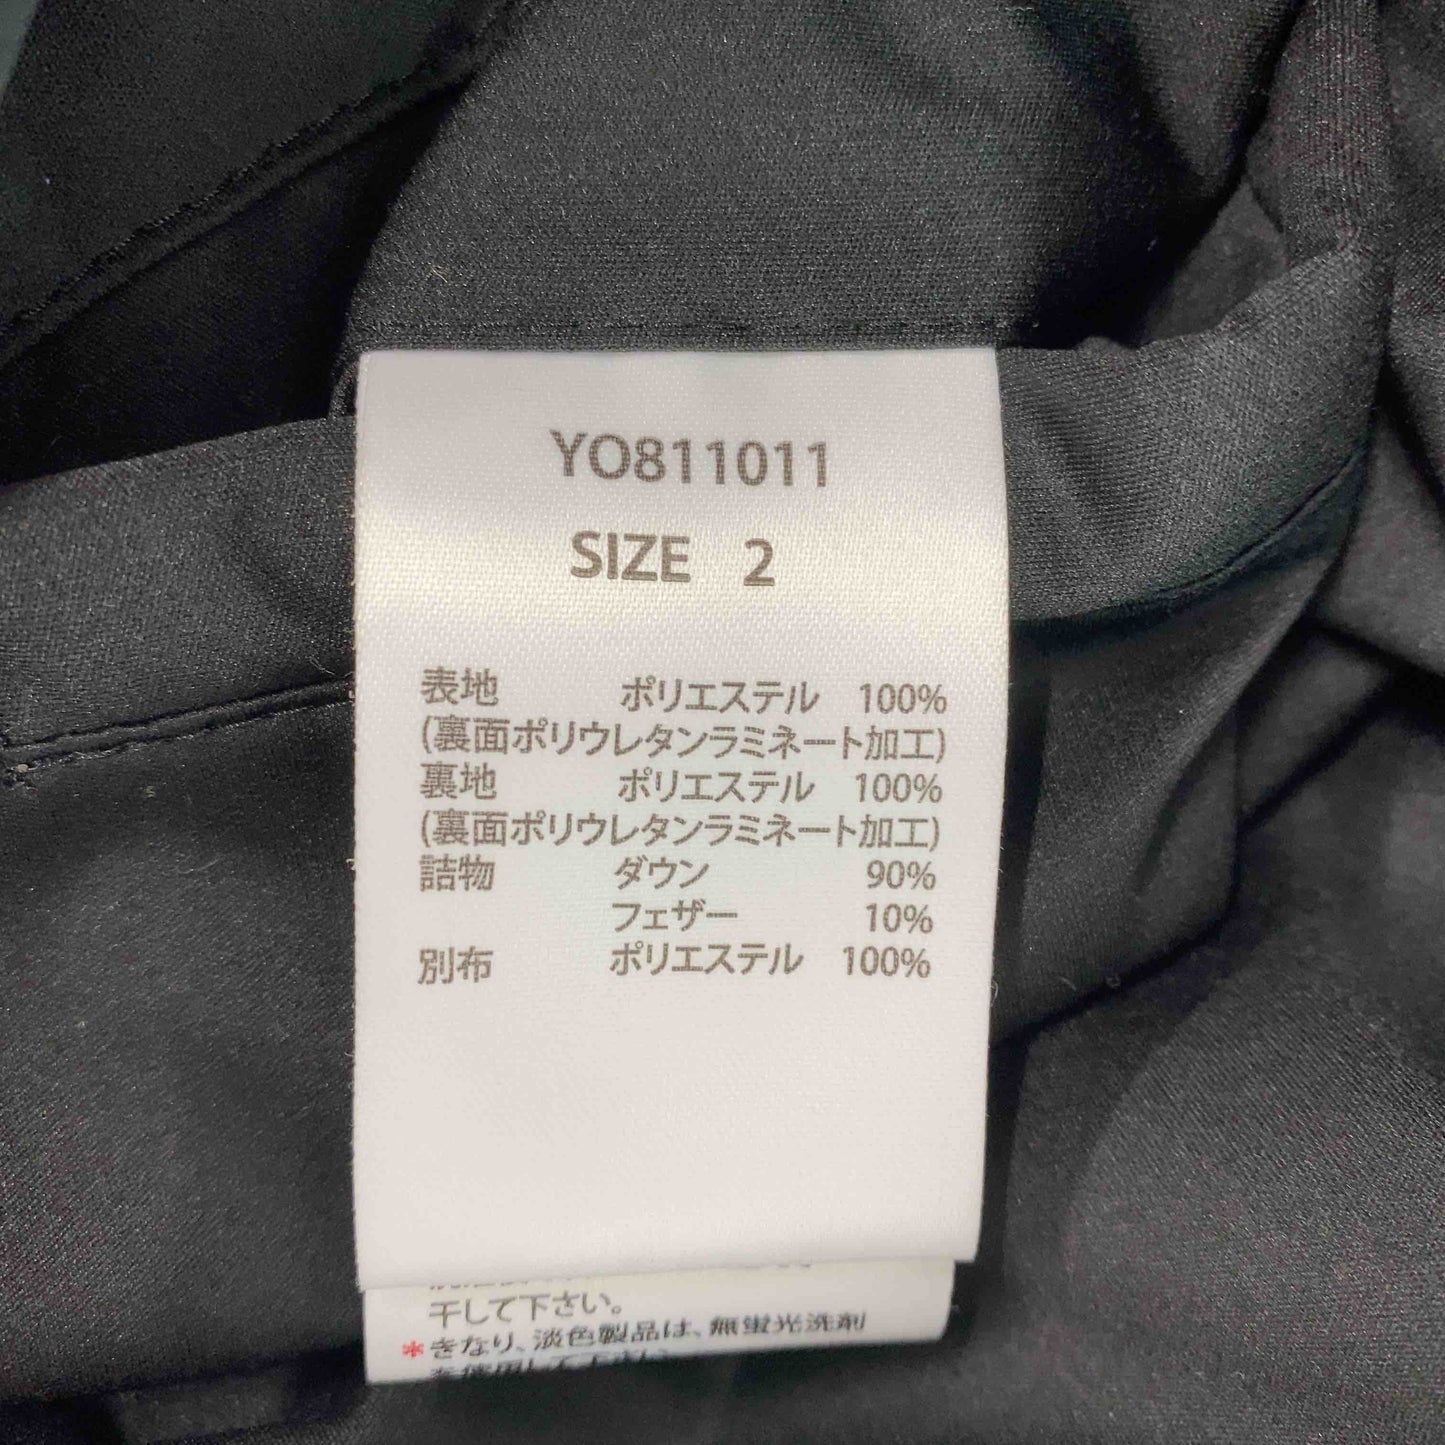 YO811011
SIZE 2
表地 ポリエステル 100%
(裏面ポリウレタンラミネート加工)
裏地 ポリエステル 100%
(裏面ポリウレタンラミネート加工)
詰物 ダウン 90%
フェザー 10%
別布 ポリエステル 100%
干して下さい。
*きなり、淡色製品は、無蛍光洗剤